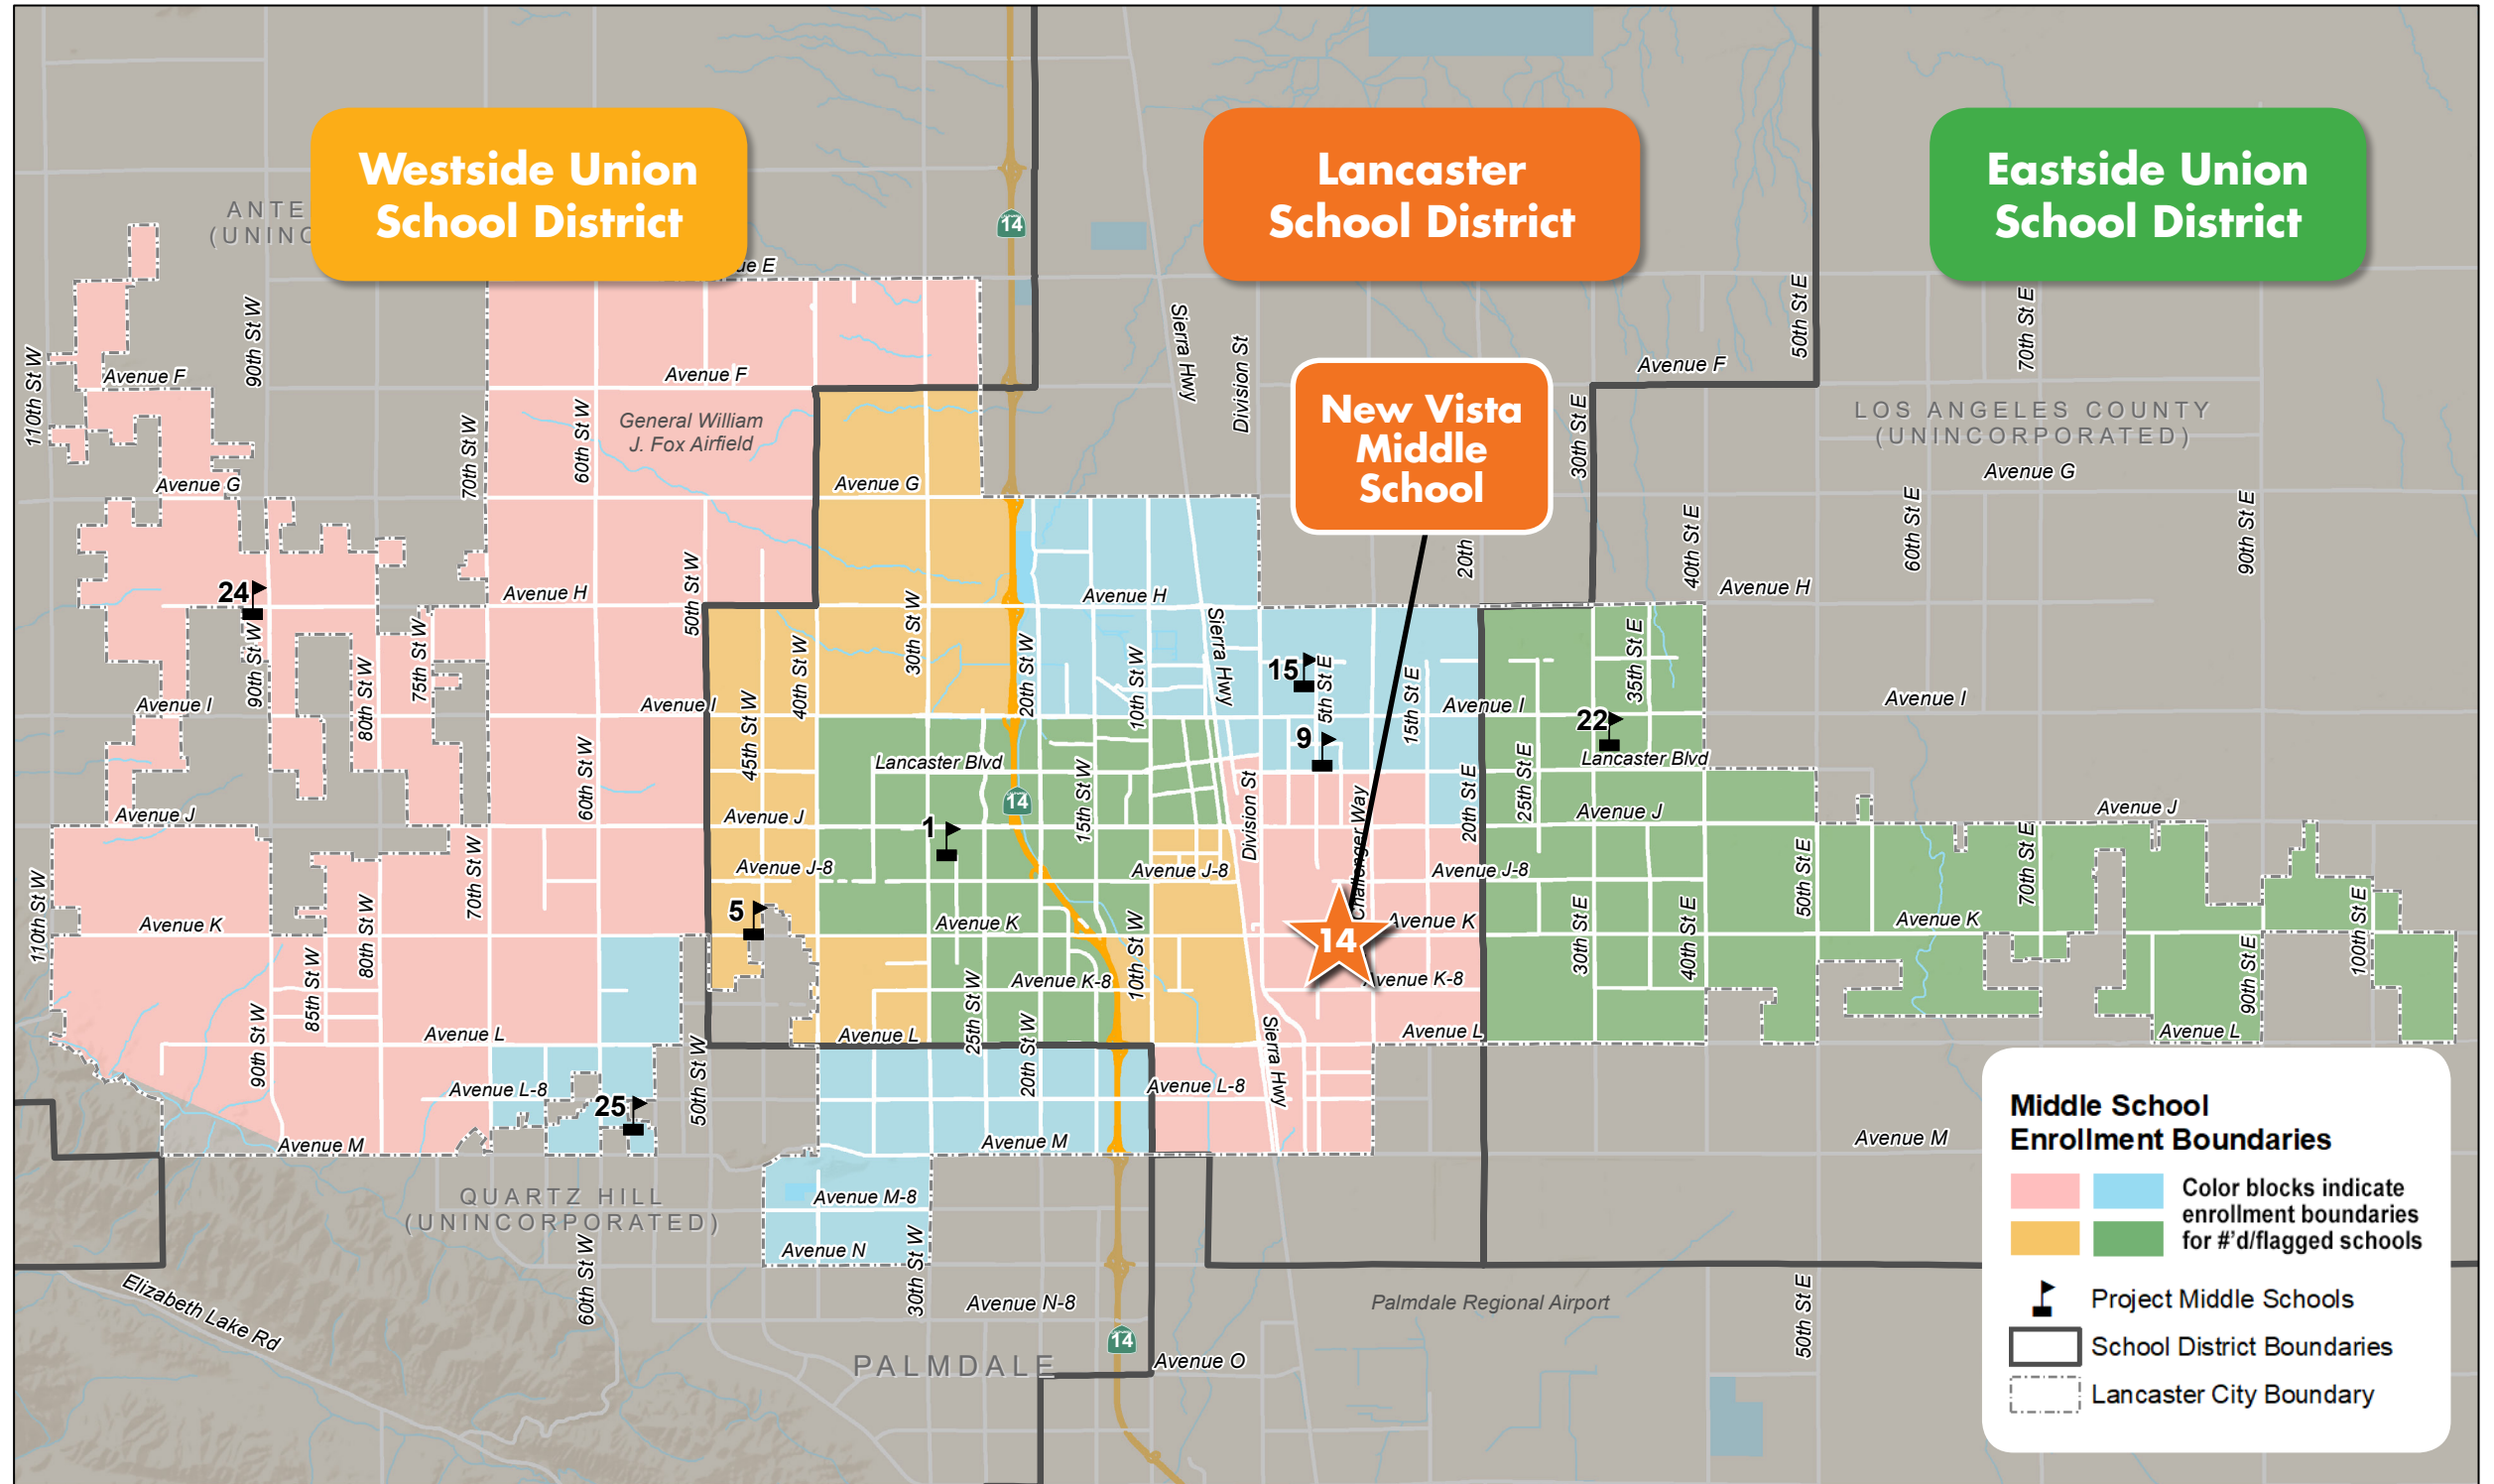 Westside Union
School District
Lancaster
School District
Eastside Union
School District
ANTE
(UNINC
14
ue E
110th St W
90th St W
Avenue F
Avenue F
General William
J. Fox Airfield
70th St W
60th St W
Sierra Hwy
Division St
New Vista
Middle
School
30th St E
Avenue F
50th St E
70th St E
LOS ANGELES COUNTY
(UNINCORPORATED)
Avenue G
Avenue G
Avenue G
20th
40th St E
60th St E
90th St E
24
Avenue H
50th St W
30th St W
Avenue H
Avenue H
90th St W
80th St W
75th St W
Avenue I
Avenue I
45th St W
40th St W
20th St W
10th St W
Sierra Hwy
15
5th St E
15th St E
Avenue I
35th St E
22
Avenue I
9
Lancaster Blvd
Lancaster Blvd
60th St W
14
15th St W
Division St
Challenger Way
20th St E
25th St E
Avenue J
Avenue J
1
Avenue J
Avenue J
110th St W
70th St W
Avenue J-8
Avenue J-8
Avenue J-8
50th St E
70th St E
5
Avenue K
80th St W
Avenue K
10th St W
14
Avenue K
30th St E
40th St E
Avenue K
100th St E
85th St W
Avenue K-8
Avenue K-8
90th St E
90th St W
Avenue L
50th St W
Avenue L
25th St W
20th St W
Sierra Hwy
Avenue L
Avenue L
Avenue L-8
25
Avenue L-8
Avenue M
Avenue M
Avenue M
QUARTZ HILL
(UNINCORPORATED)
Avenue M-8
Avenue N
60th St W
30th St W
Avenue N-8
Elizabeth Lake Rd
Palmdale Regional Airport
50th St E
14
PALMDALE
Avenue O
Middle School
Enrollment Boundaries
Color blocks indicate
enrollment boundaries
for #'d/flagged schools
Project Middle Schools
School District Boundaries
Lancaster City Boundary